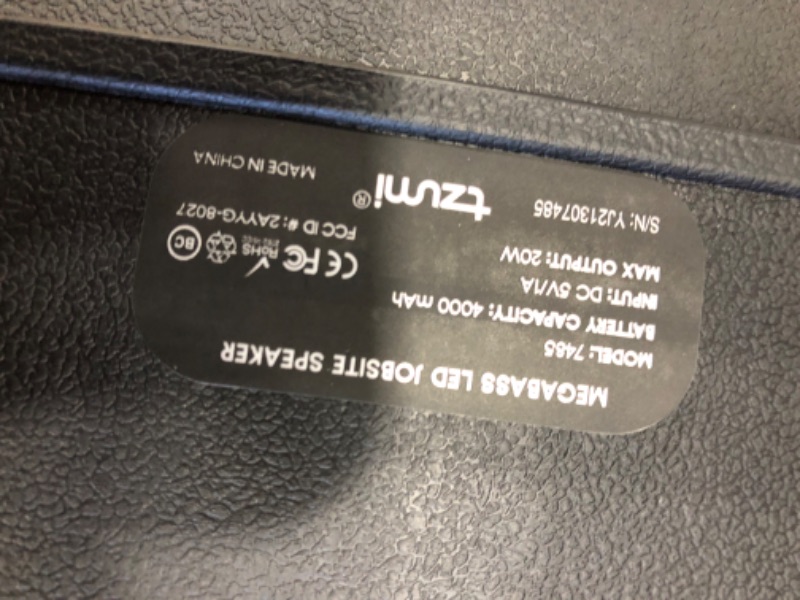 MEGABASS LED JOBSITE SPEAKER
MODEL: 7485
BATTERY CAPACITY: 4000 mAh
INPUT: DC 5V/1A
MAX OUTPUT: 20W
S/N: YJ21307485
CE FC RoHS BC
FCC ID #: 2AYYG-8027
tzumi®
MADE IN CHINA